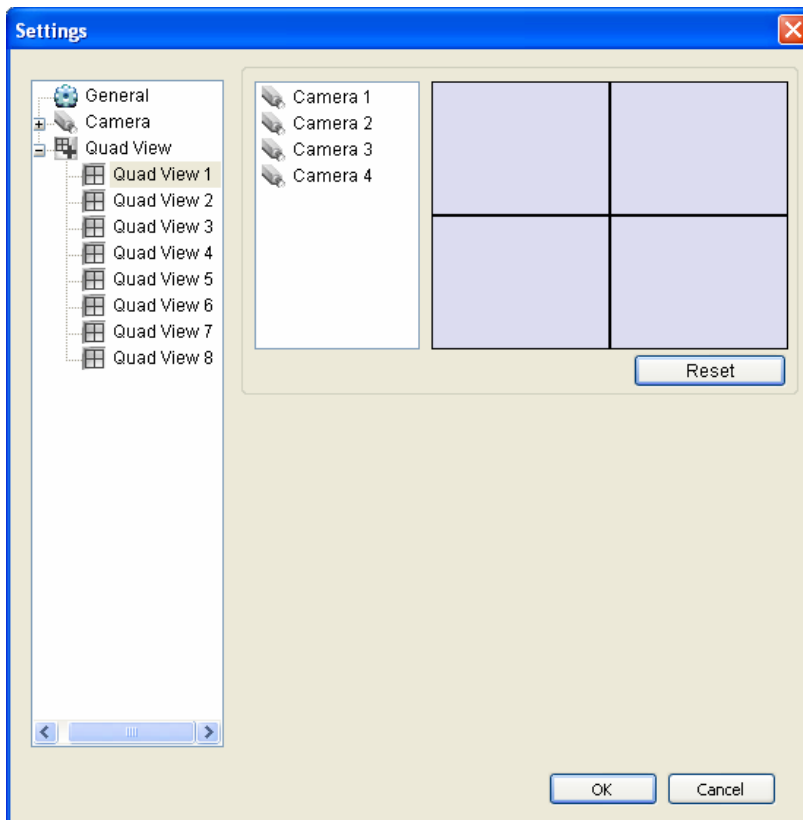 Settings
General
Camera
Quad View
Quad View 1
Quad View 2
Quad View 3
Quad View 4
Quad View 5
Quad View 6
Quad View 7
Quad View 8
Camera 1
Camera 2
Camera 3
Camera 4
Reset
OK
Cancel